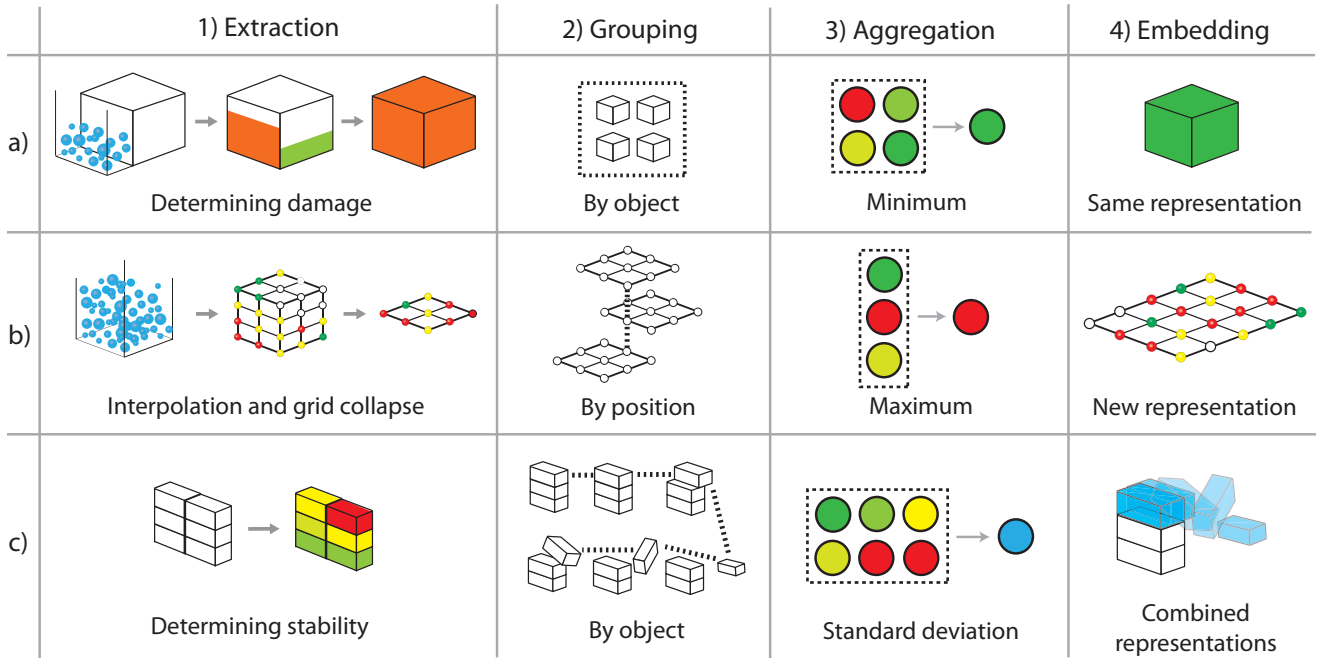 1) Extraction
2) Grouping
3) Aggregation
4) Embedding
a)
Determining damage
By object
Minimum
Same representation
b)
Interpolation and grid collapse
By position
Maximum
New representation
c)
Determining stability
By object
Standard deviation
Combined
representations